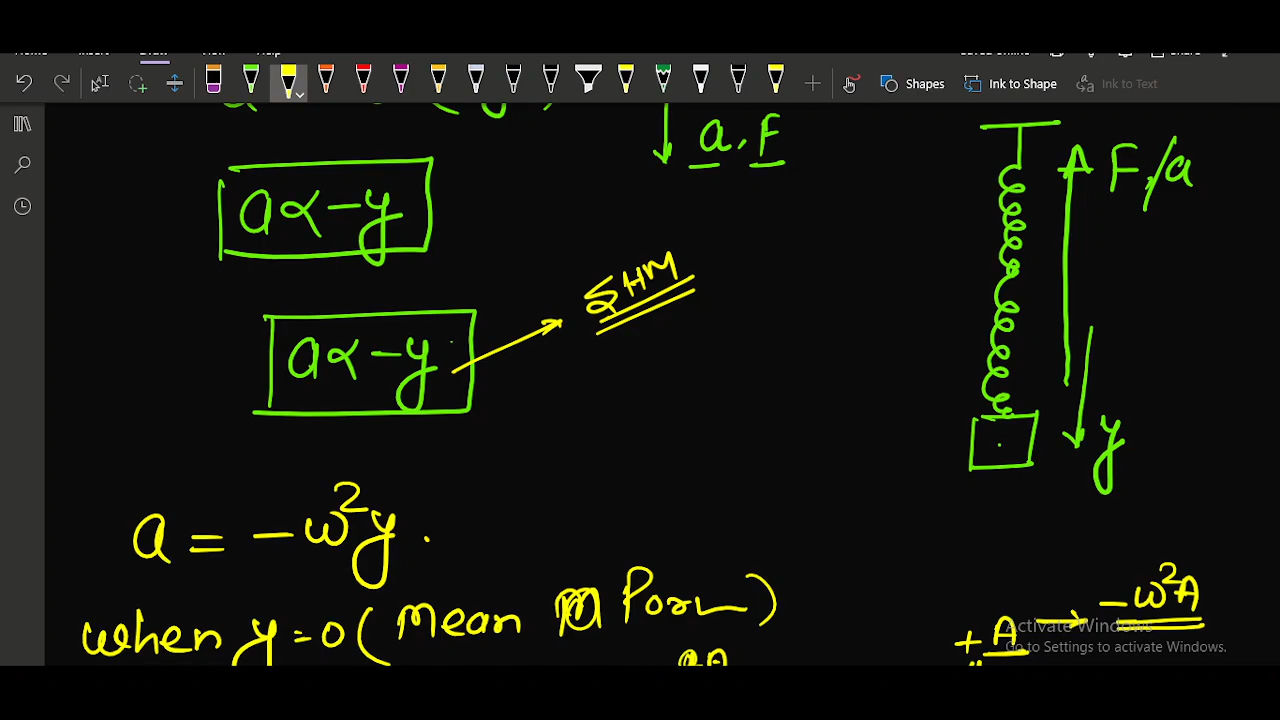 Shapes
Ink to Shape
Ink to Text
a, F
F/a
a∝-y
SHM
a∝-y
y
a = -ω²y.
-ω²A
when y=0 (Mean
+A
Activate Windows
Go to Settings to activate Windows.